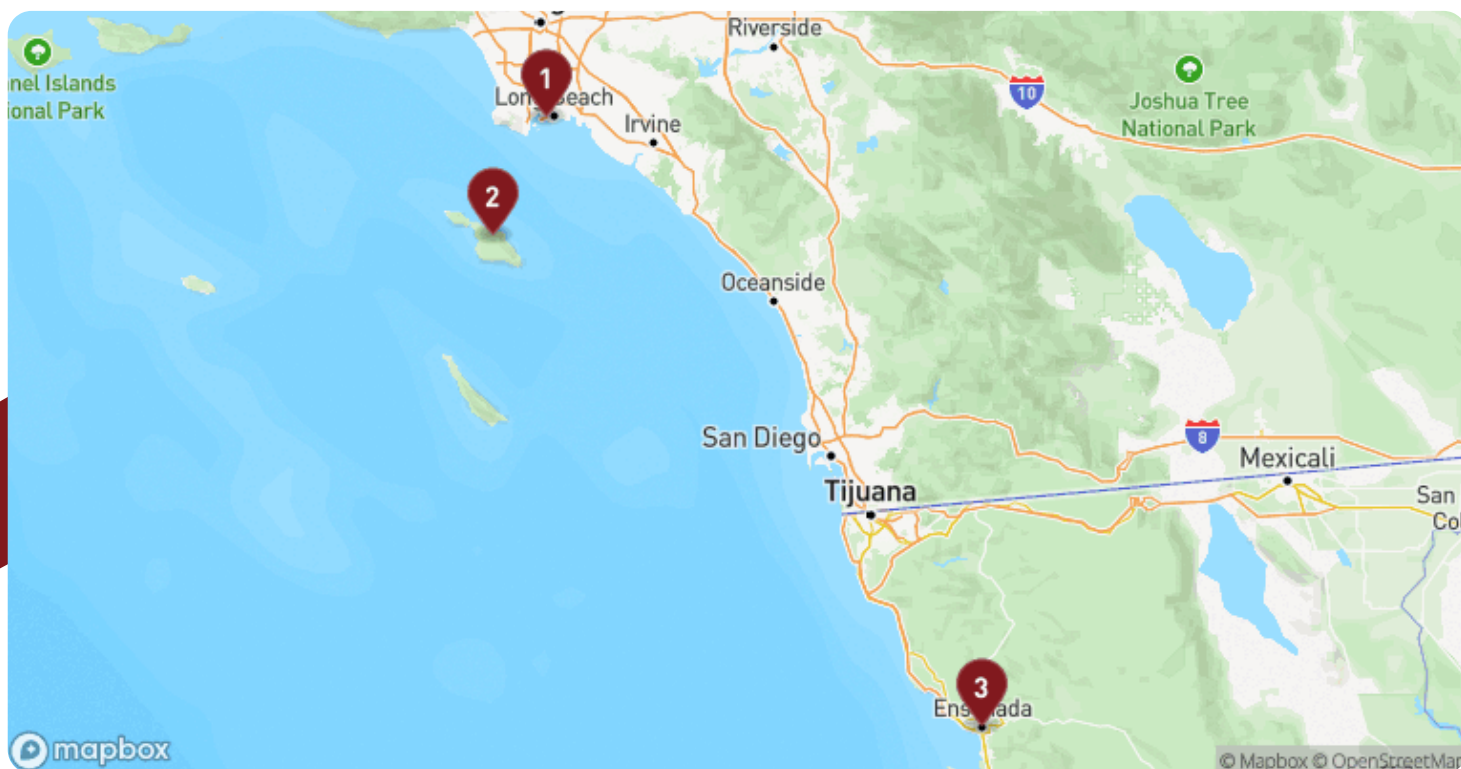 Riverside
nel Islands
ional Park
1
Long Beach
10
Joshua Tree
National Park
Irvine
2
Oceanside
San Diego
8
Mexicali
Tijuana
San
Col
3
Ensenada
mapbox
© Mapbox © OpenStreetMap